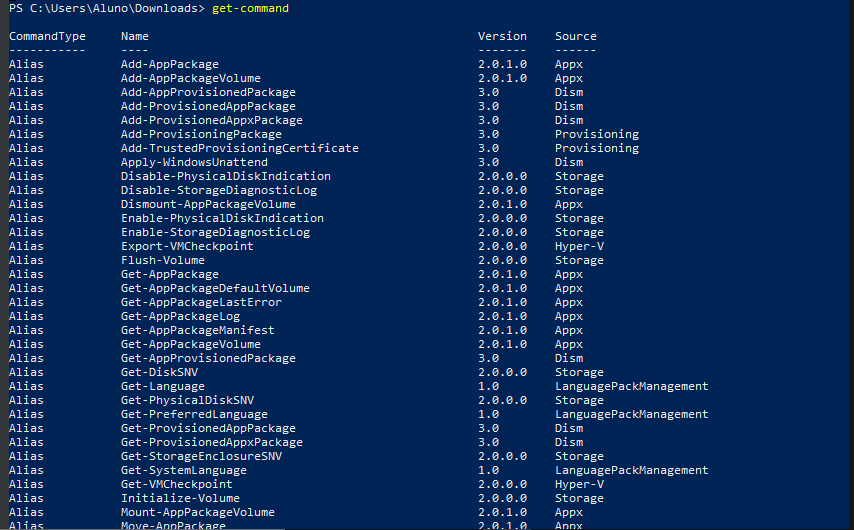 PS C:\Users\Aluno\Downloads> get-command
CommandType Name Version Source
----------- ---- ------- ------
Alias Add-AppPackage 2.0.1.0 Appx
Alias Add-AppPackageVolume 2.0.1.0 Appx
Alias Add-AppProvisionedPackage 3.0 Dism
Alias Add-ProvisionedAppPackage 3.0 Dism
Alias Add-ProvisionedAppxPackage 3.0 Dism
Alias Add-ProvisioningPackage 3.0 Provisioning
Alias Add-TrustedProvisioningCertificate 3.0 Provisioning
Alias Apply-WindowsUnattend 3.0 Dism
Alias Disable-PhysicalDiskIndication 2.0.0.0 Storage
Alias Disable-StorageDiagnosticLog 2.0.0.0 Storage
Alias Dismount-AppPackageVolume 2.0.1.0 Appx
Alias Enable-PhysicalDiskIndication 2.0.0.0 Storage
Alias Enable-StorageDiagnosticLog 2.0.0.0 Storage
Alias Export-VMCheckpoint 2.0.0.0 Hyper-V
Alias Flush-Volume 2.0.0.0 Storage
Alias Get-AppPackage 2.0.1.0 Appx
Alias Get-AppPackageDefaultVolume 2.0.1.0 Appx
Alias Get-AppPackageLastError 2.0.1.0 Appx
Alias Get-AppPackageLog 2.0.1.0 Appx
Alias Get-AppPackageManifest 2.0.1.0 Appx
Alias Get-AppPackageVolume 2.0.1.0 Appx
Alias Get-AppProvisionedPackage 3.0 Dism
Alias Get-DiskSNV 2.0.0.0 Storage
Alias Get-Language 1.0 LanguagePackManagement
Alias Get-PhysicalDiskSNV 2.0.0.0 Storage
Alias Get-PreferredLanguage 1.0 LanguagePackManagement
Alias Get-ProvisionedAppPackage 3.0 Dism
Alias Get-ProvisionedAppxPackage 3.0 Dism
Alias Get-StorageEnclosureSNV 2.0.0.0 Storage
Alias Get-SystemLanguage 1.0 LanguagePackManagement
Alias Get-VMCheckpoint 2.0.0.0 Hyper-V
Alias Initialize-Volume 2.0.0.0 Storage
Alias Mount-AppPackageVolume 2.0.1.0 Appx
Alias Move-AppPackage 2.0.1.0 Appx